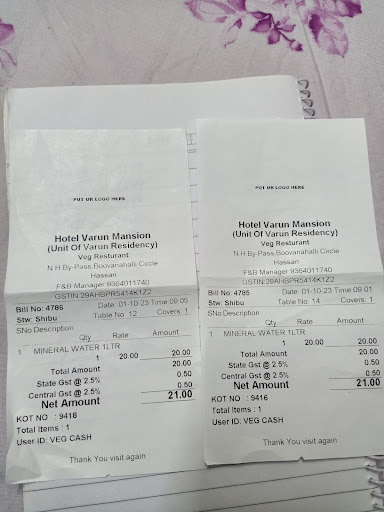 PUT UR LOGO HERE
Hotel Varun Mansion
(Unit Of Varun Residency)
Veg Resturant
N.H.By-Pass,Boovanahalli Circle
Hassan
F&B Manager 9364011740
GSTIN:29AHBPR5414K1Z2
Bill No: 4786 Date: 01-10-23 Time 09:05
Stw: Shibu Table No: 12 Covers: 1
SNo Description
Qty Rate Amount
1 MINERAL WATER 1LTR
1 20.00 20.00
Total Amount 20.00
State Gst @ 2.5% 0.50
Central Gst @ 2.5% 0.50
Net Amount 21.00
KOT NO : 9418
Total Items : 1
User ID: VEG CASH
Thank You visit again
PUT UR LOGO HERE
Hotel Varun Mansion
(Unit Of Varun Residency)
Veg Resturant
N.H.By-Pass,Boovanahalli Circle
Hassan
F&B Manager 9364011740
GSTIN:29AHBPR5414K1Z2
Bill No: 4785 Date: 01-10-23 Time 09:01
Stw: Shibu Table No: 14 Covers: 1
SNo Description
Qty Rate Amount
1 MINERAL WATER 1LTR
1 20.00 20.00
Total Amount 20.00
State Gst @ 2.5% 0.50
Central Gst @ 2.5% 0.50
Net Amount 21.00
KOT NO : 9416
Total Items : 1
User ID: VEG CASH
Thank You visit again